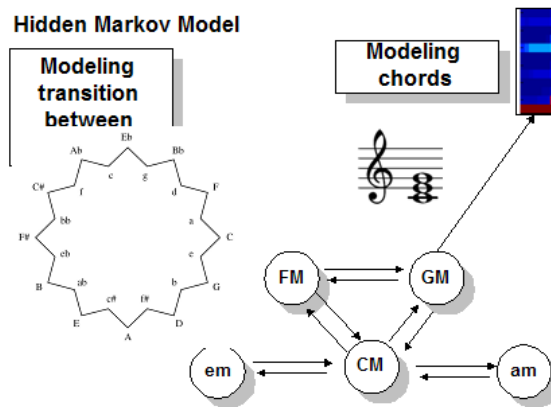 Hidden Markov Model
Modeling
transition
between
Modeling
chords
Eb
Ab
Bb
c
g
C#
f
d
F
bb
a
F#
C
eb
e
B
ab
b
G
c#
f#
E
D
A
FM
GM
CM
em
am